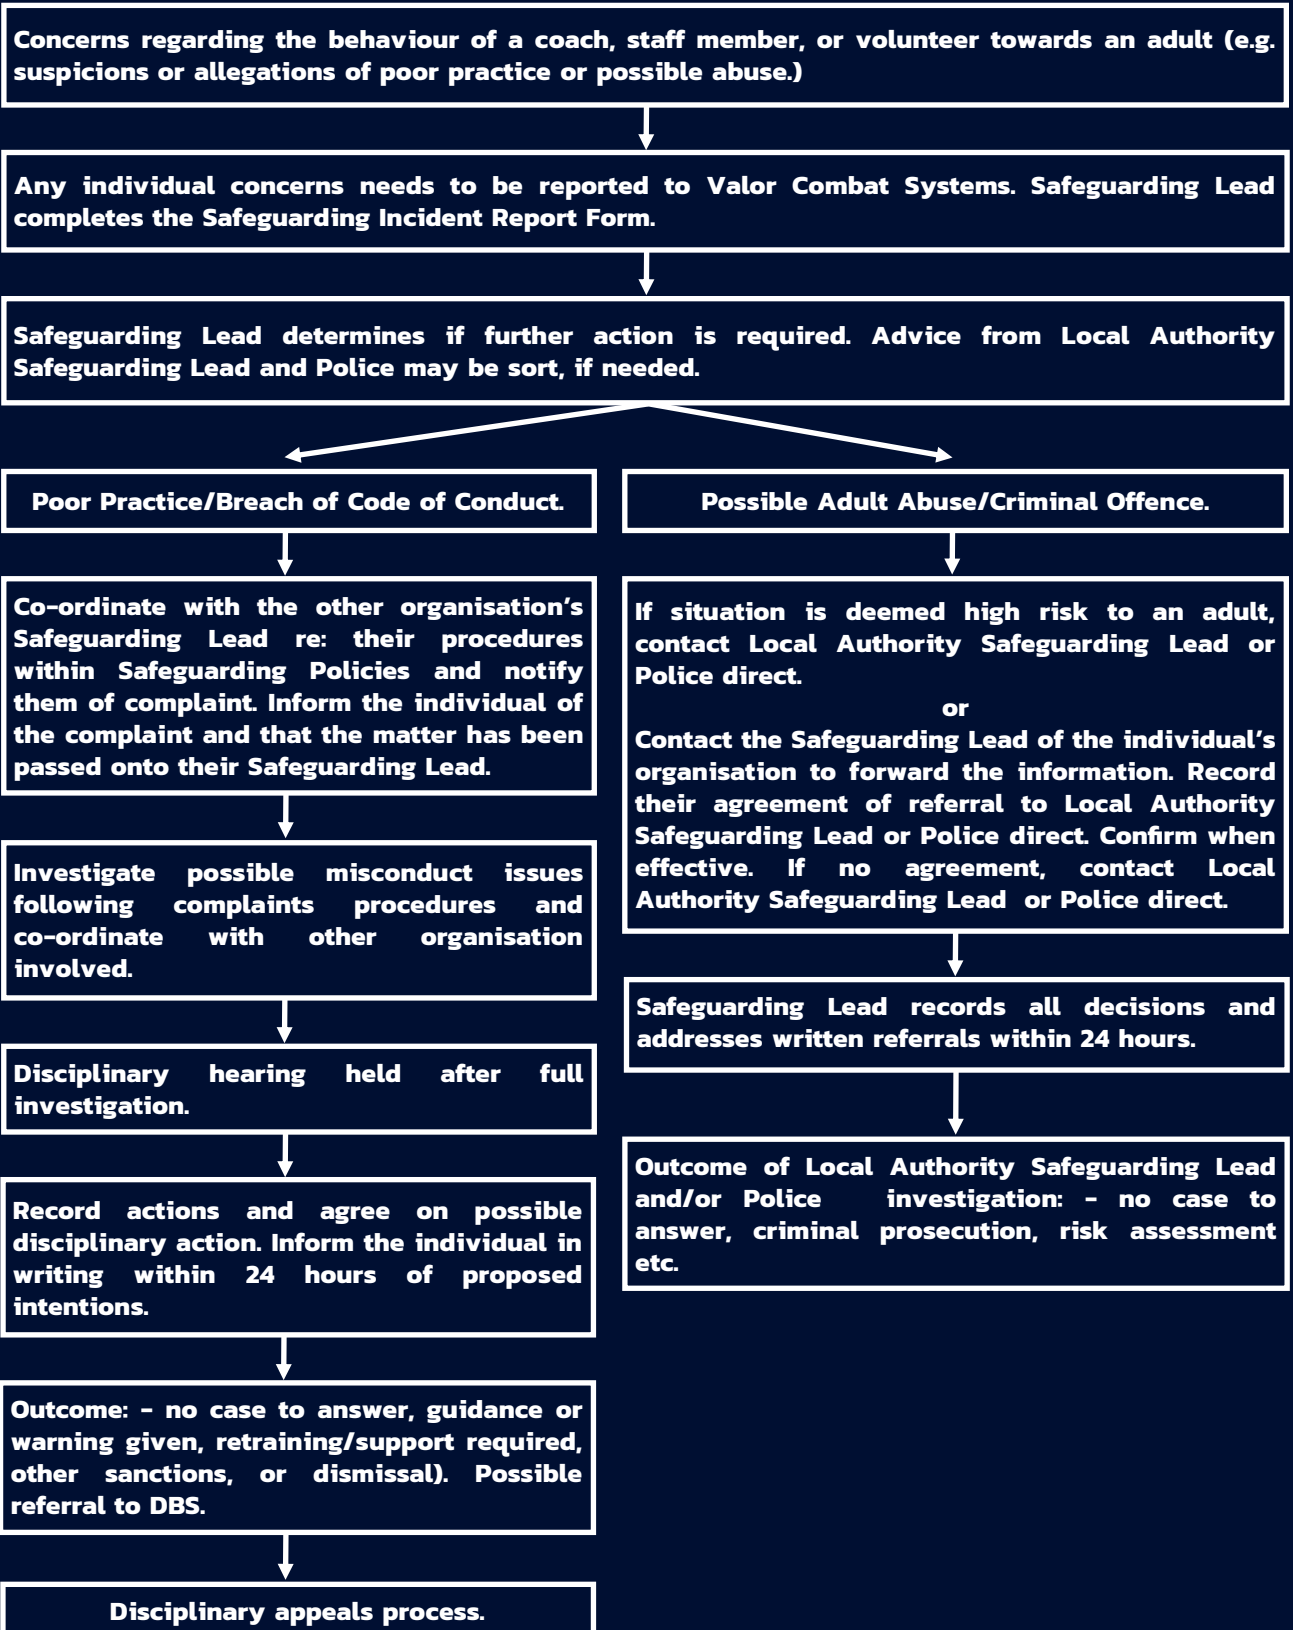 Concerns regarding the behaviour of a coach, staff member, or volunteer towards an adult (e.g.
suspicions or allegations of poor practice or possible abuse.)
Any individual concerns needs to be reported to Valor Combat Systems. Safeguarding Lead
completes the Safeguarding Incident Report Form.
Safeguarding Lead determines if further action is required. Advice from Local Authority
Safeguarding Lead and Police may be sort, if needed.
Poor Practice/Breach of Code of Conduct.
Co-ordinate with the other organisation's
Safeguarding Lead re: their procedures
within Safeguarding Policies and notify
them of complaint. Inform the individual of
the complaint and that the matter has been
passed onto their Safeguarding Lead.
Investigate possible misconduct issues
following complaints procedures and
co-ordinate with other organisation
involved.
Disciplinary hearing held after full
investigation.
Record actions and agree on possible
disciplinary action. Inform the individual in
writing within 24 hours of proposed
intentions.
Outcome: - no case to answer, guidance or
warning given, retraining/support required,
other sanctions, or dismissal). Possible
referral to DBS.
Disciplinary appeals process.
Possible Adult Abuse/Criminal Offence.
If situation is deemed high risk to an adult,
contact Local Authority Safeguarding Lead or
Police direct.
or
Contact the Safeguarding Lead of the individual's
organisation to forward the information. Record
their agreement of referral to Local Authority
Safeguarding Lead or Police direct. Confirm when
effective. If no agreement, contact Local
Authority Safeguarding Lead or Police direct.
Safeguarding Lead records all decisions and
addresses written referrals within 24 hours.
Outcome of Local Authority Safeguarding Lead
and/or Police investigation: - no case to
answer, criminal prosecution, risk assessment
etc.